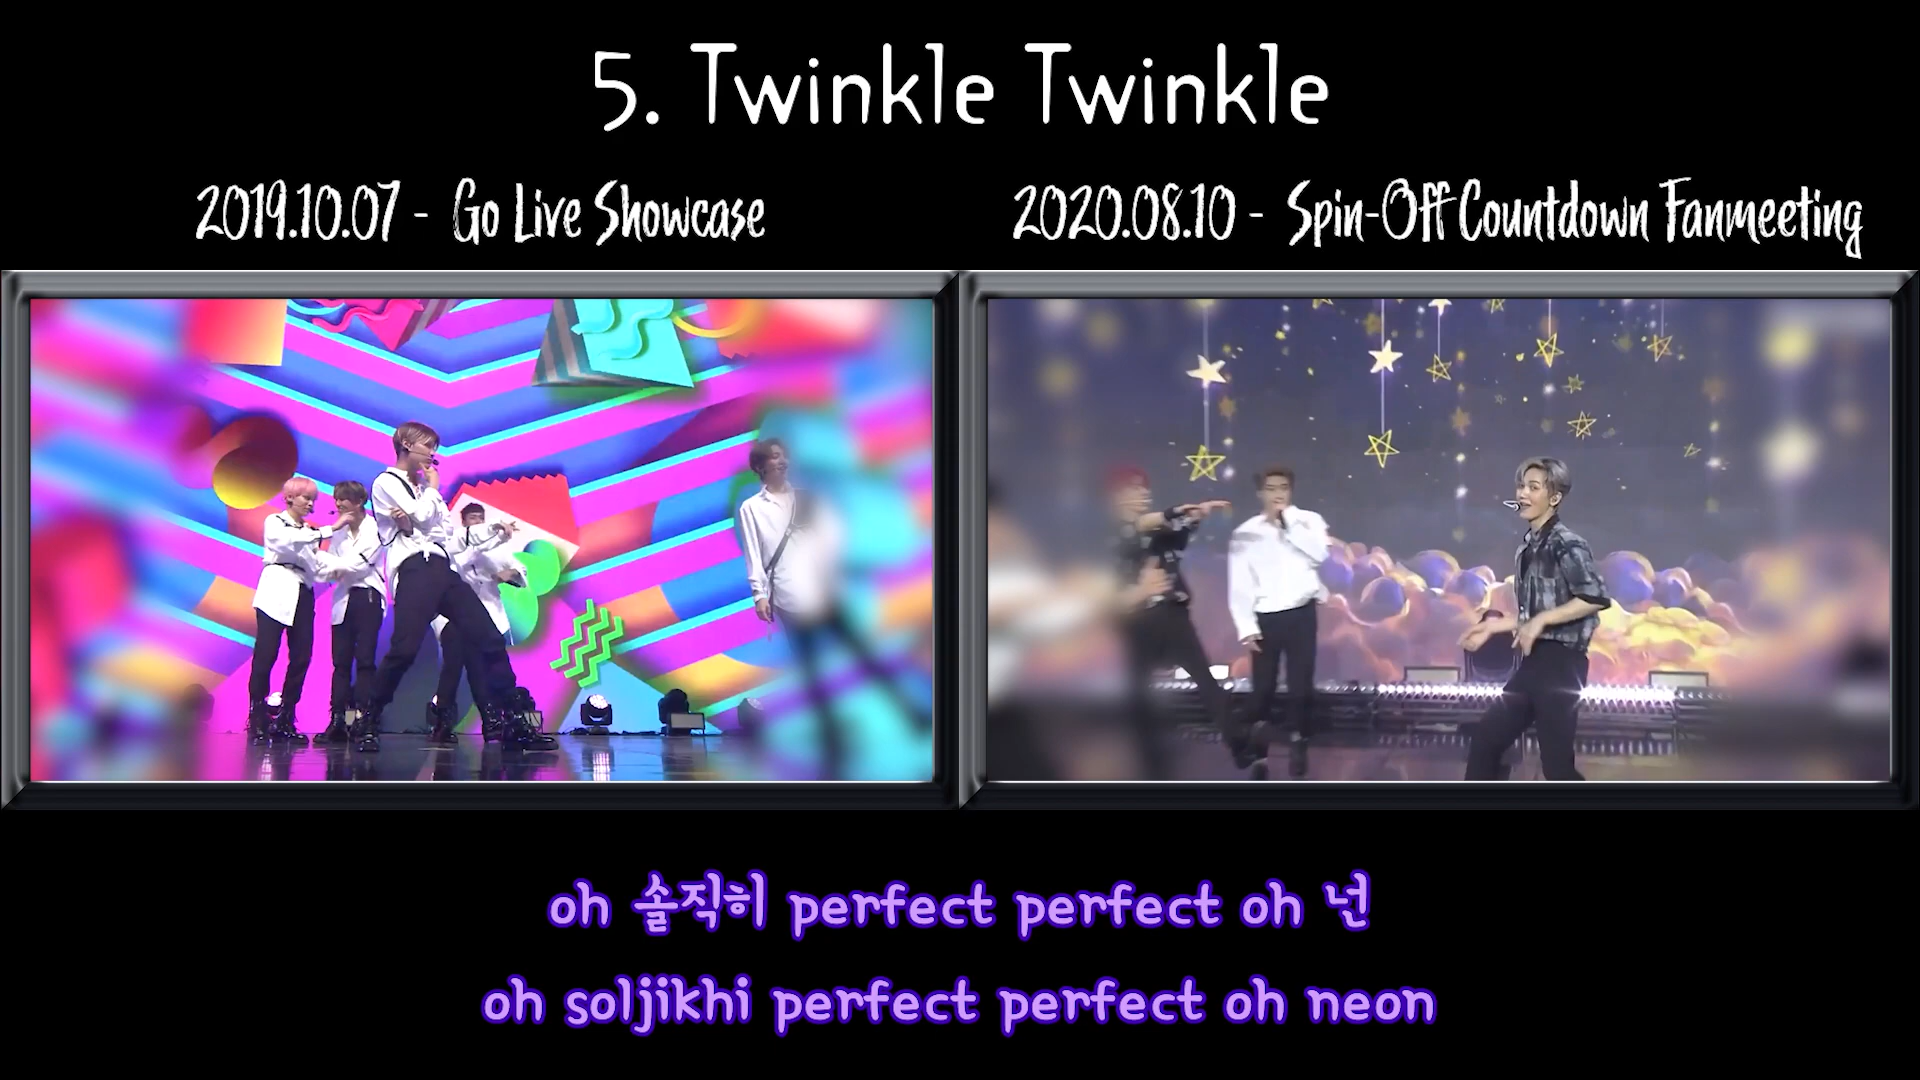 5. Twinkle Twinkle
2019.10.07 - Go Live Showcase
2020.08.10 - Spin-Off Countdown Fanmeeting
oh 솔직히 perfect perfect oh 넌
oh soljikhi perfect perfect oh neon